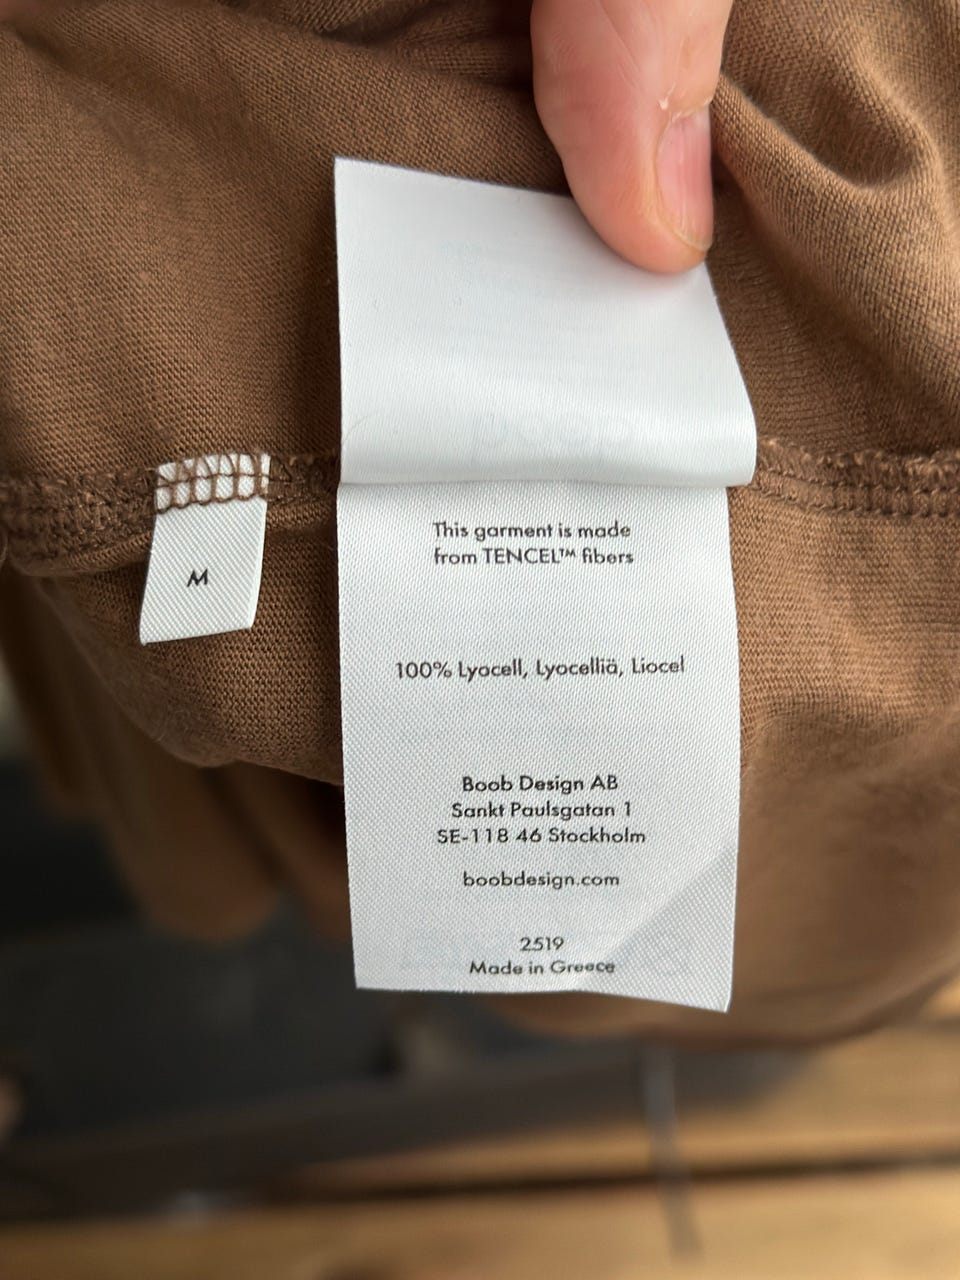 M
This garment is made
from TENCEL™ fibers
100% Lyocell, Lyocelliä, Liocel
Boob Design AB
Sankt Paulsgatan 1
SE-118 46 Stockholm
boobdesign.com
2519
Made in Greece